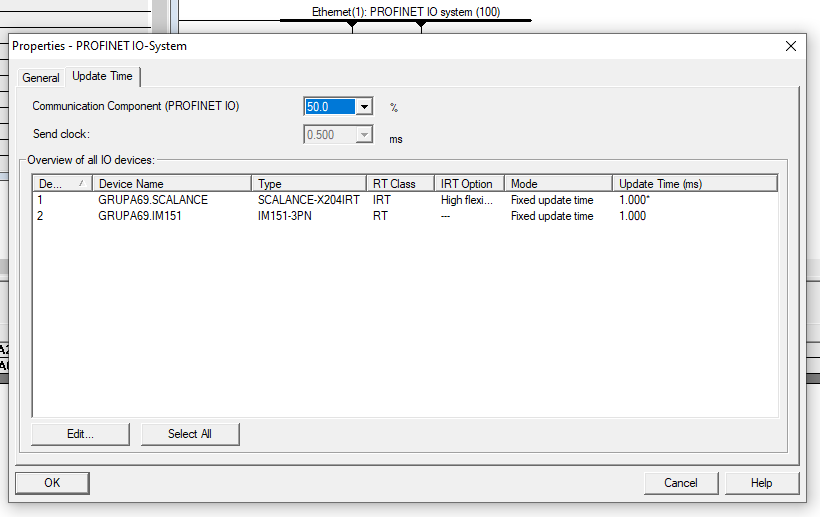 Ethernet(1): PROFINET IO system (100)
Properties - PROFINET IO-System
General Update Time
Communication Component (PROFINET IO) 50.0 %
Send clock: 0.500 ms
Overview of all IO devices:
De... Device Name Type RT Class IRT Option Mode Update Time (ms)
1 GRUPA69.SCALANCE SCALANCE-X204IRT IRT High flexi... Fixed update time 1.000*
2 GRUPA69.IM151 IM151-3PN RT --- Fixed update time 1.000
Edit... Select All
OK Cancel Help